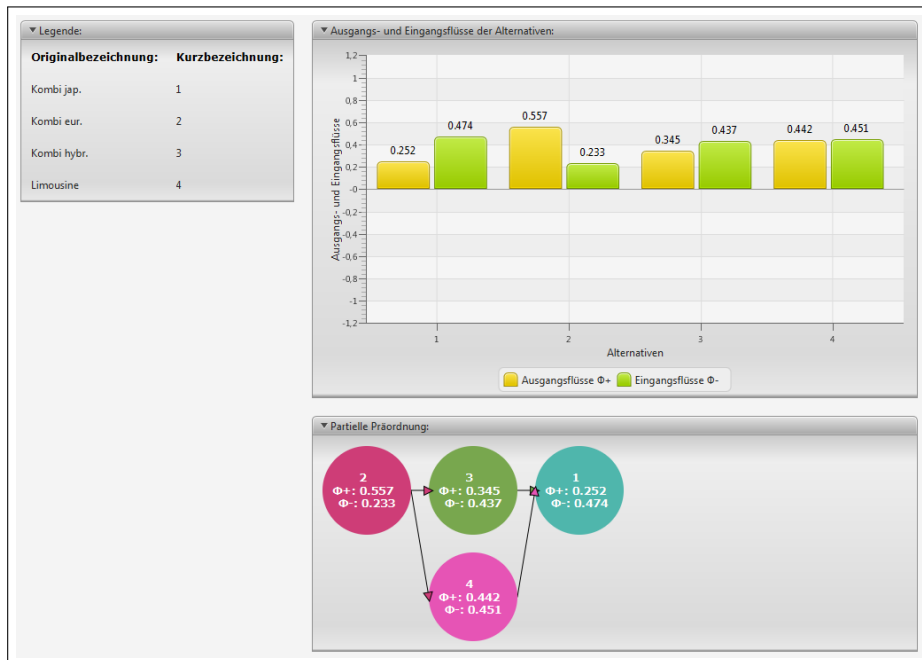 Legende:
Originalbezeichnung: Kurzbezeichnung:
Kombi jap. 1
Kombi eur. 2
Kombi hybr. 3
Limousine 4
Ausgangs- und Eingangsflüsse der Alternativen:
Ausgangs- und Eingangsflüsse
1,2
1
0,8
0,6
0,4
0,2
-0
-0,2
-0,4
-0,6
-0,8
-1
-1,2
0.252
0.474
0.557
0.233
0.345
0.437
0.442
0.451
1 2 3 4
Alternativen
Ausgangsflüsse Φ+ Eingangsflüsse Φ-
Partielle Präordnung:
2
Φ+: 0.557
Φ-: 0.233
3
Φ+: 0.345
Φ-: 0.437
1
Φ+: 0.252
Φ-: 0.474
4
Φ+: 0.442
Φ-: 0.451